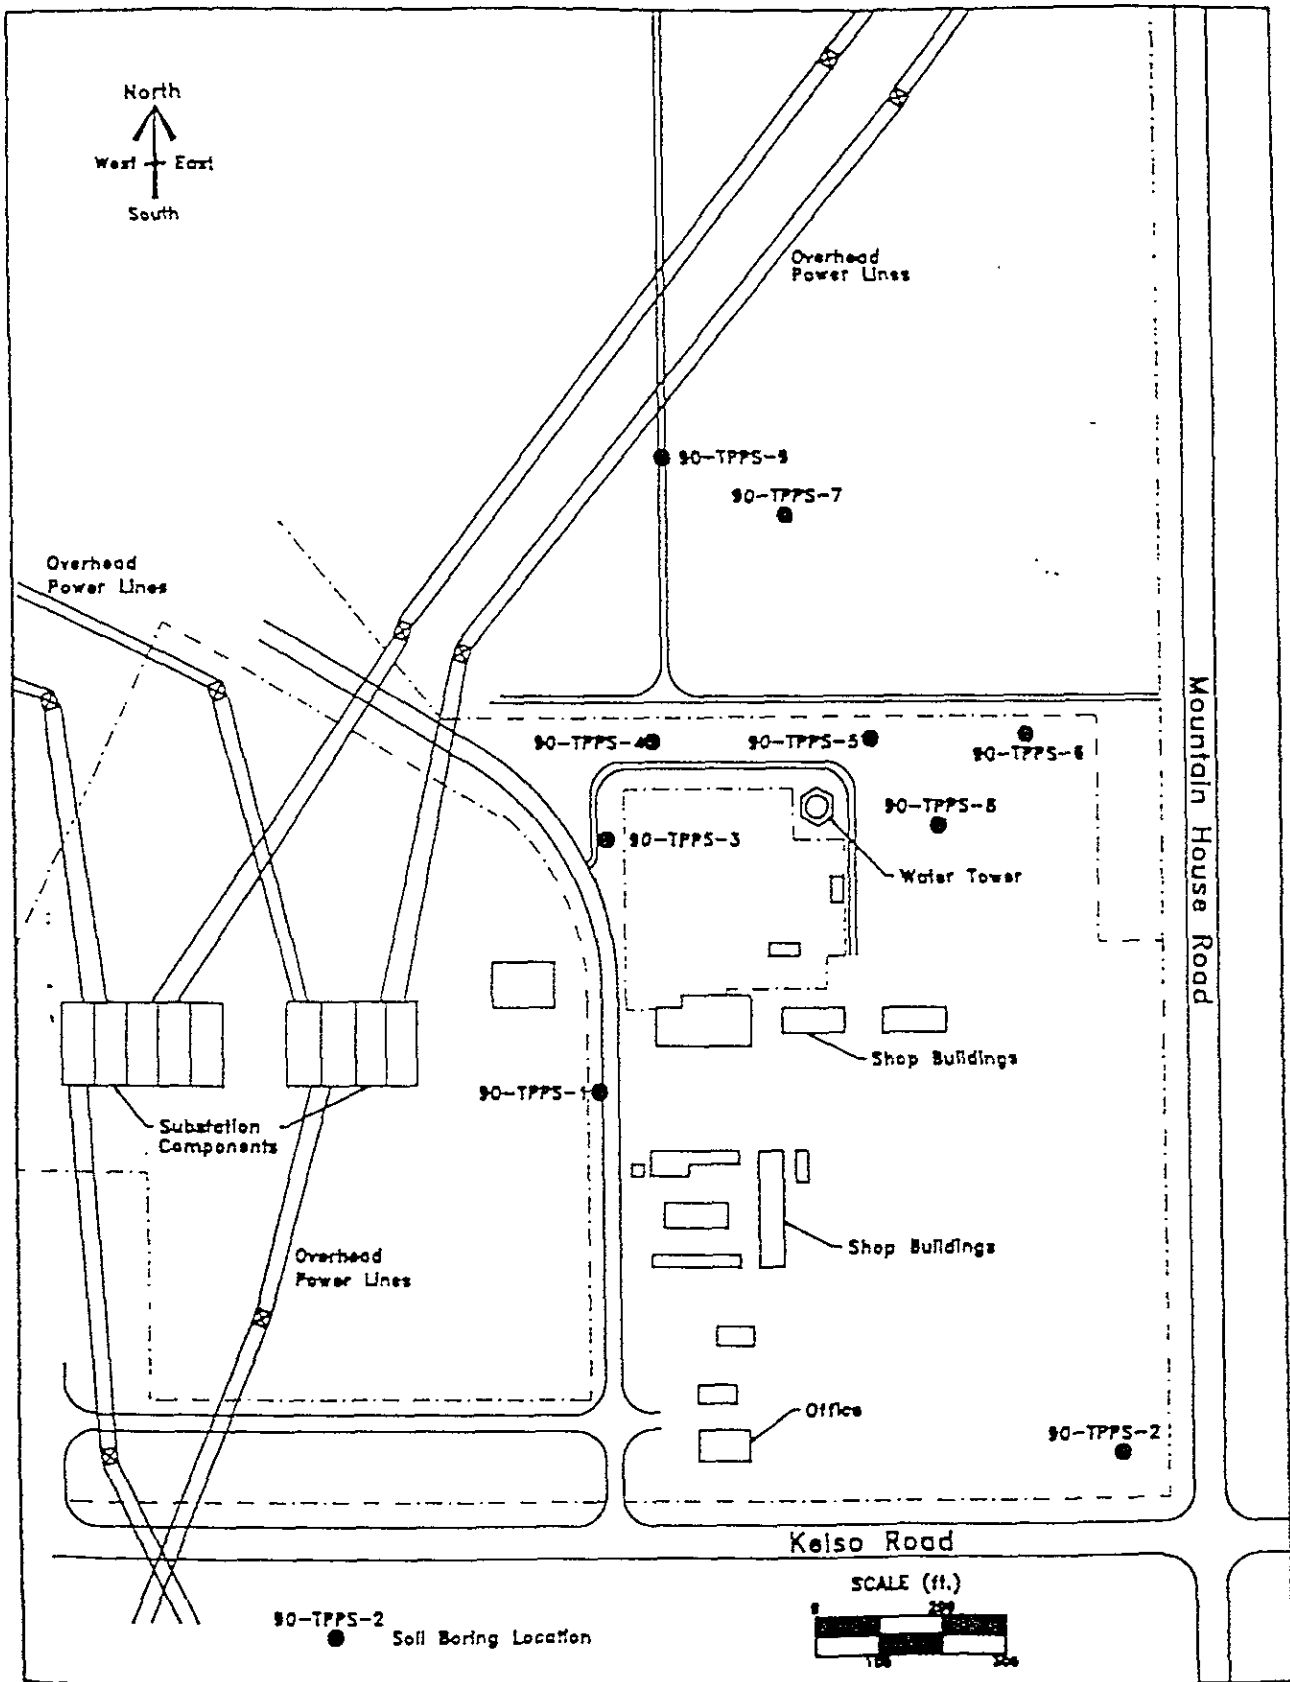 North
West
East
South
Overhead
Power Lines
90-TPPS-9
90-TPPS-7
Overhead
Power Lines
90-TPPS-4
90-TPPS-5
90-TPPS-6
90-TPPS-8
90-TPPS-3
Water Tower
Mountain House Road
Shop Buildings
90-TPPS-1
Substation
Components
Shop Buildings
Overhead
Power Lines
Office
90-TPPS-2
Kelso Road
SCALE (ft.)
0
200
100
300
90-TPPS-2
Soil Boring Location